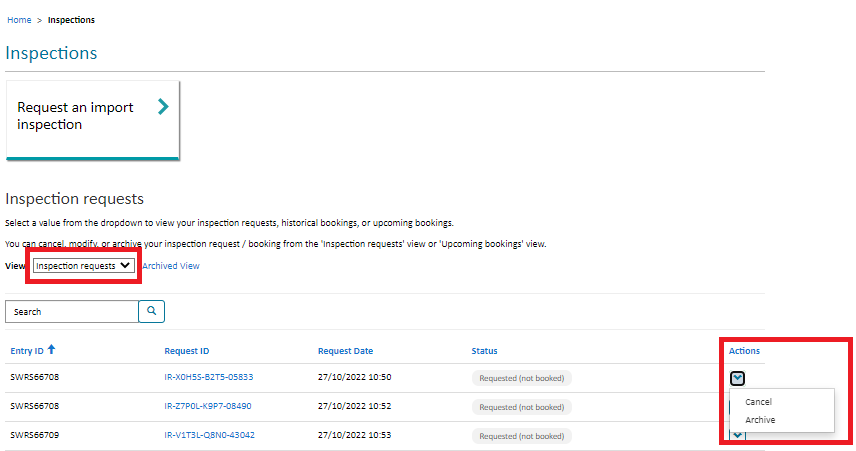 Home > Inspections
Inspections
Request an import
inspection
Inspection requests
Select a value from the dropdown to view your inspection requests, historical bookings, or upcoming bookings.
You can cancel, modify, or archive your inspection request / booking from the 'Inspection requests' view or 'Upcoming bookings' view.
View Inspection requests Archived View
Search
Entry ID Request ID Request Date Status Actions
SWRS66708 IR-X0H5S-B2T5-05833 27/10/2022 10:50 Requested (not booked)
Cancel
SWRS66708 IR-Z7P0L-K9P7-08490 27/10/2022 10:52 Requested (not booked)
Archive
SWRS66709 IR-V1T3L-Q8N0-43042 27/10/2022 10:53 Requested (not booked)